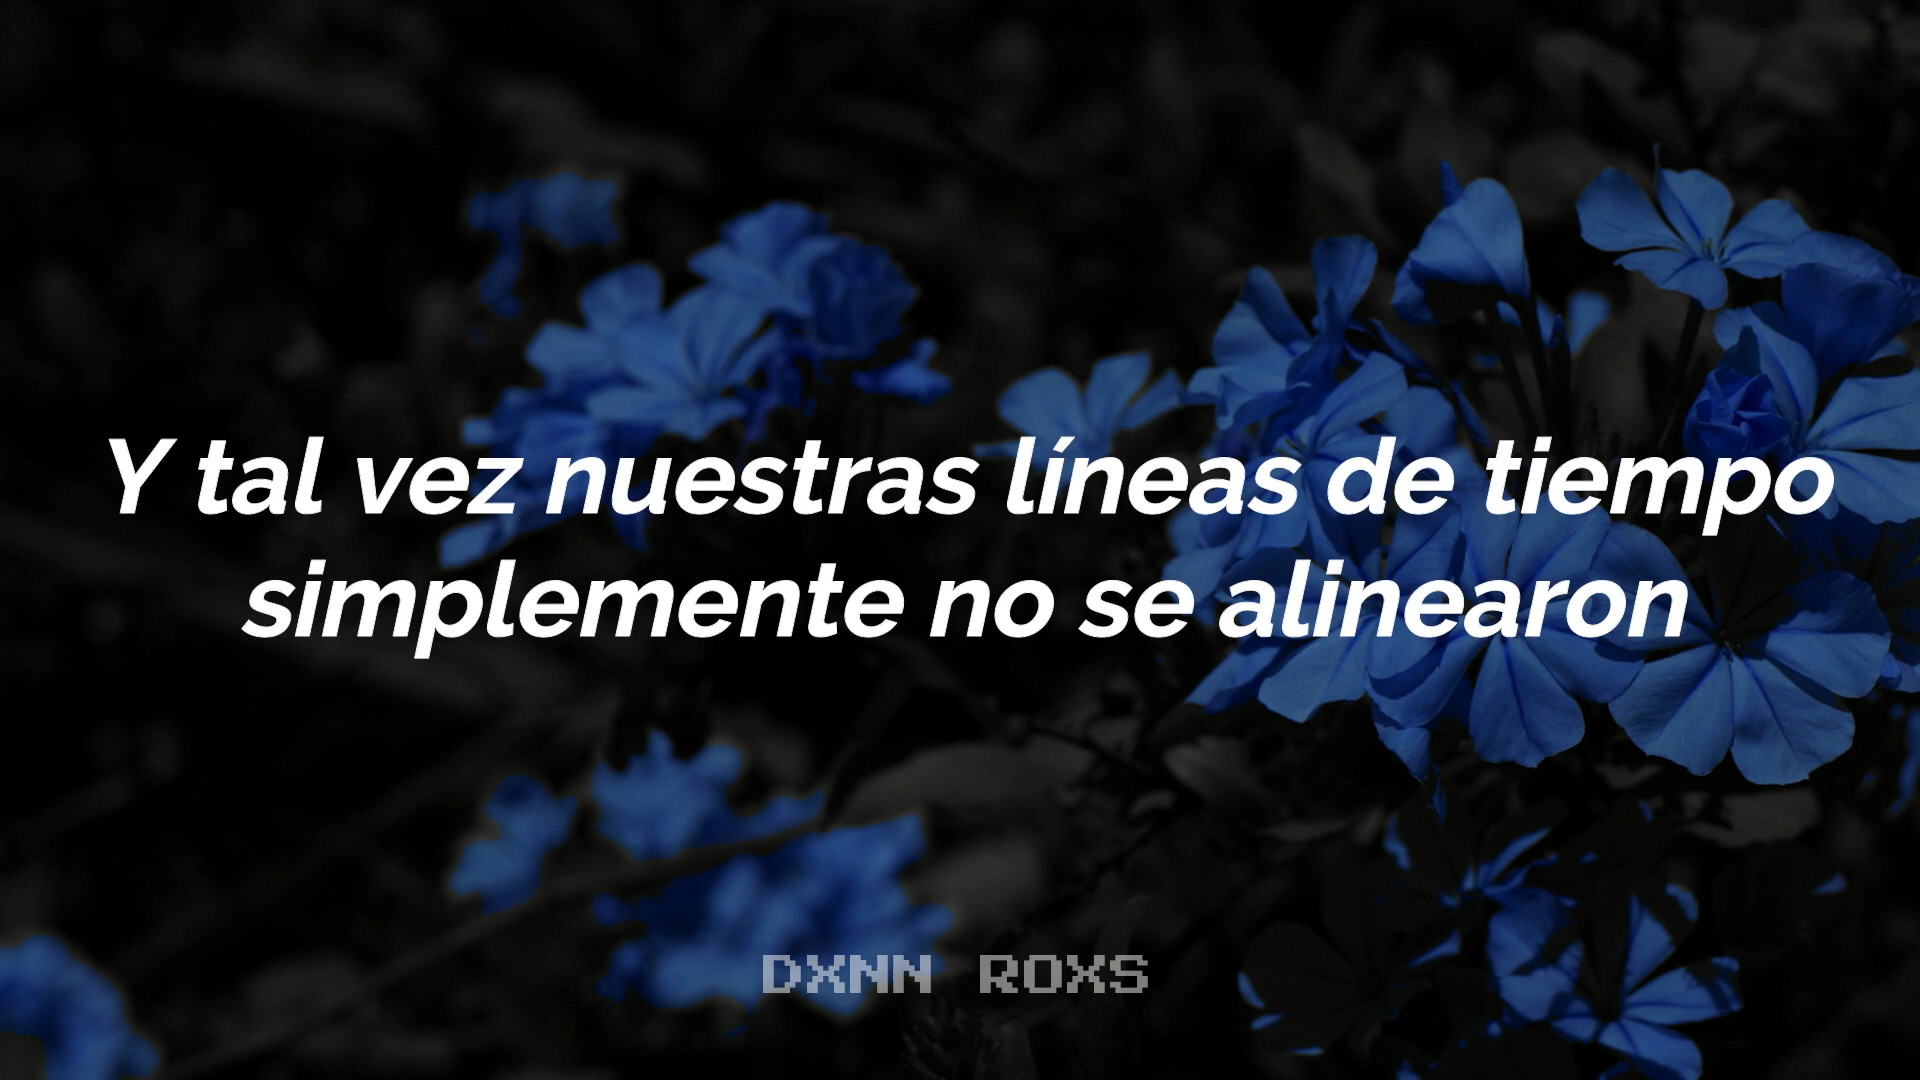 Y tal vez nuestras líneas de tiempo
simplemente no se alinearon
DXNN ROXS